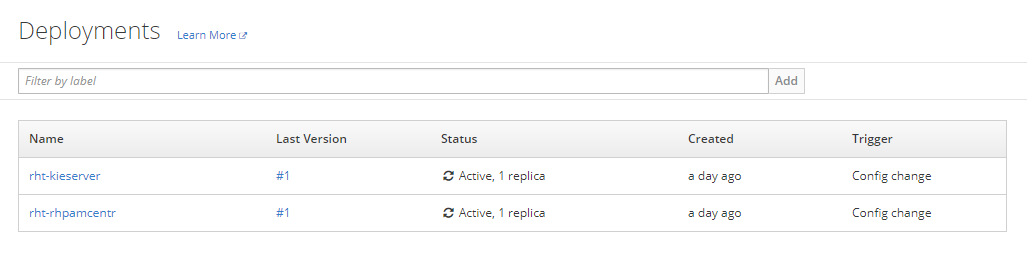 Deployments Learn More
Filter by label Add
Name Last Version Status Created Trigger
rht-kieserver #1 Active, 1 replica a day ago Config change
rht-rhpamcentr #1 Active, 1 replica a day ago Config change